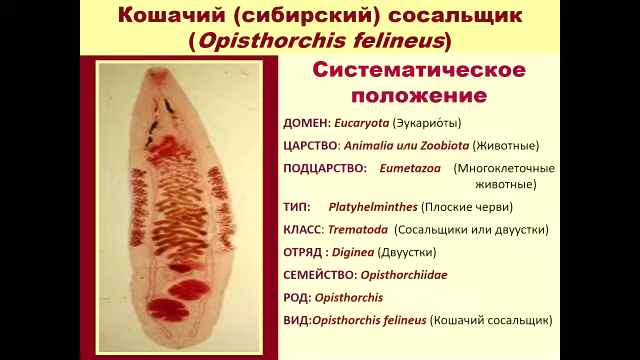 Кошачий (сибирский) сосальщик
(Opisthorchis felineus)
Систематическое
положение
ДОМЕН: Eucaryota (Эукарио́ты)
ЦАРСТВО: Animalia или Zoobiota (Животные)
ПОДЦАРСТВО: Eumetazoa (Многоклеточные
животные)
ТИП: Platyhelminthes (Плоские черви)
КЛАСС: Trematoda (Сосальщики или двуустки)
ОТРЯД : Diginea (Двуустки)
СЕМЕЙСТВО: Opisthorchiidae
РОД: Opisthorchis
ВИД:Opisthorchis felineus (Кошачий сосальщик)